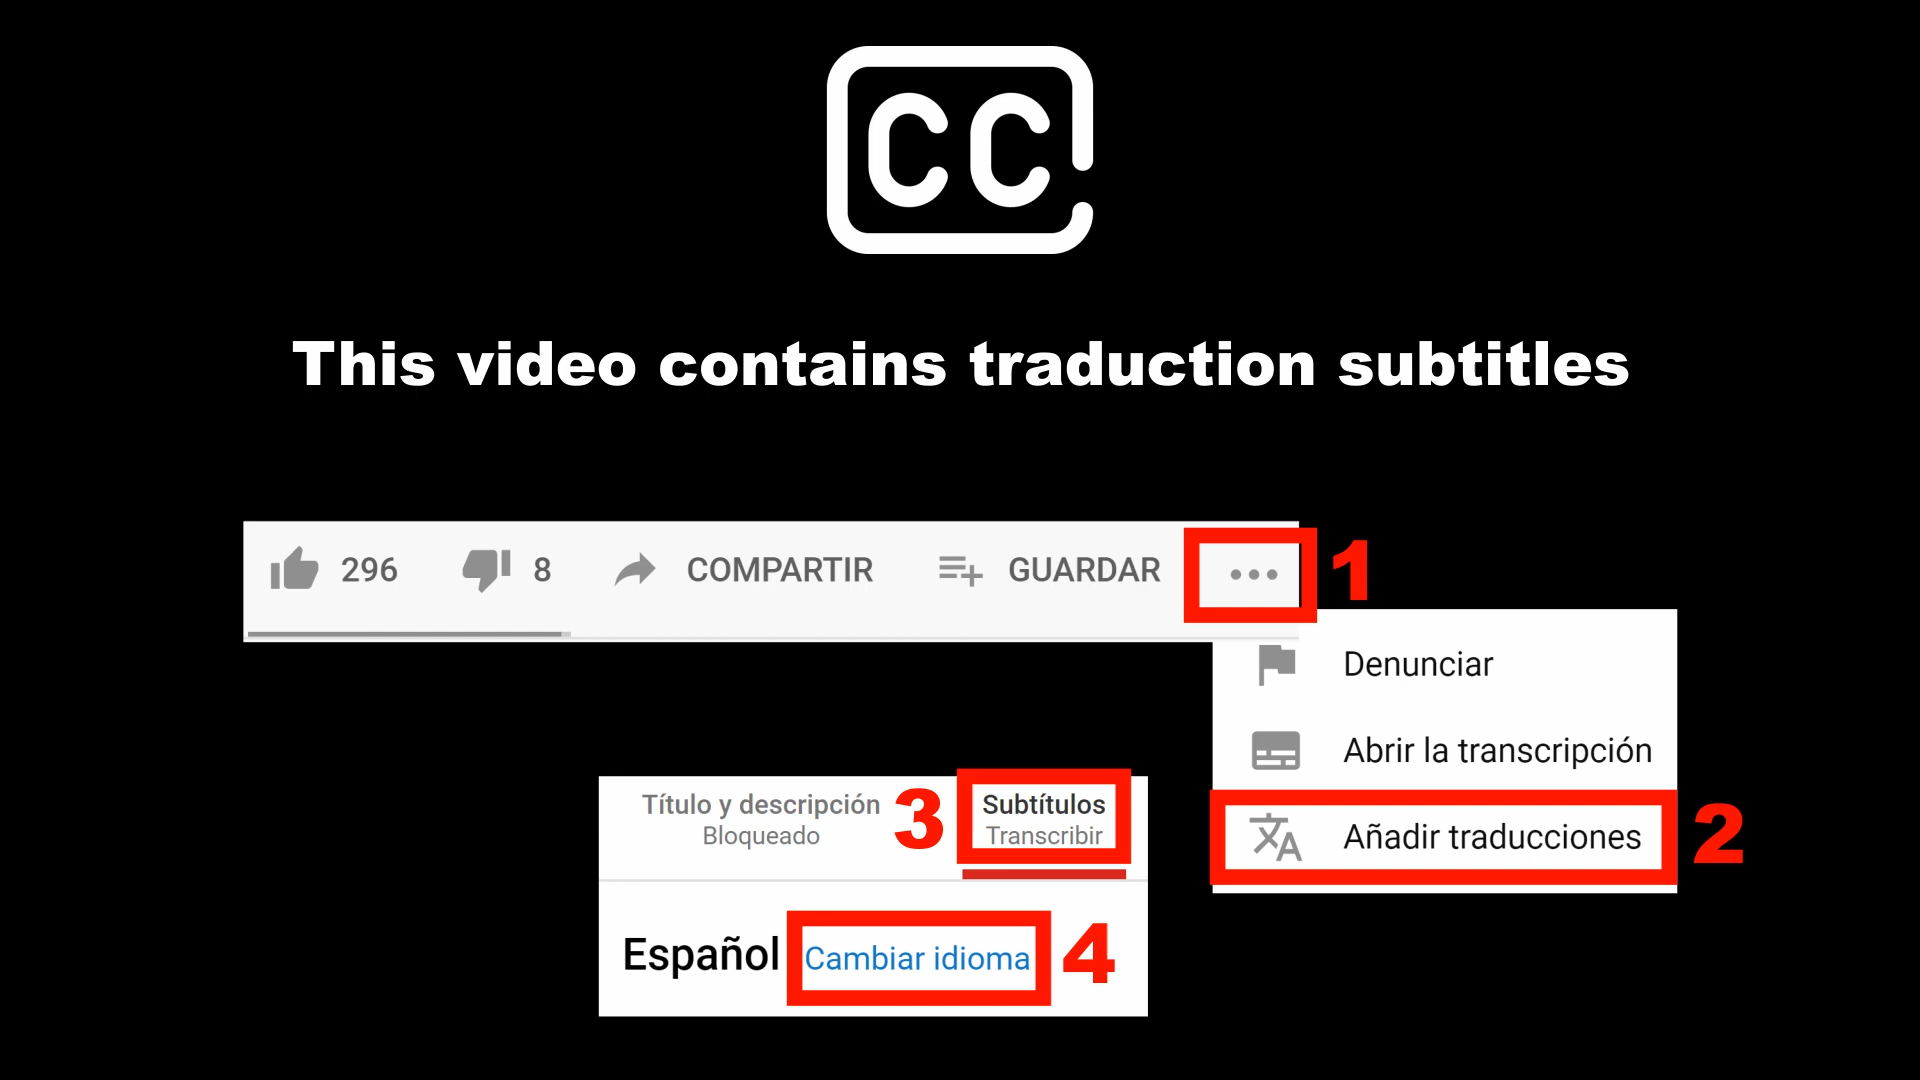 CC
This video contains traduction subtitles
296 8 COMPARTIR GUARDAR ... 1
Denunciar
Abrir la transcripción
Añadir traducciones 2
Título y descripción 3 Subtítulos
Bloqueado Transcribir
Español Cambiar idioma 4